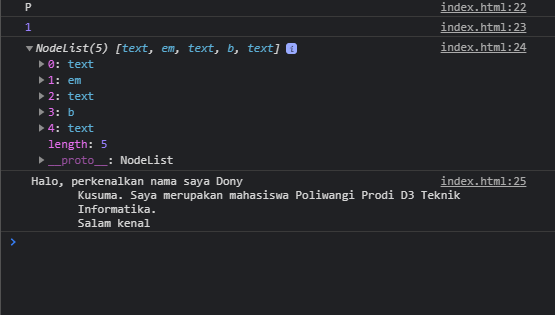 P index.html:22
1 index.html:23
▼NodeList(5) [text, em, text, b, text] i index.html:24
▶0: text
▶1: em
▶2: text
▶3: b
▶4: text
length: 5
▶__proto__: NodeList
Halo, perkenalkan nama saya Dony index.html:25
Kusuma. Saya merupakan mahasiswa Poliwangi Prodi D3 Teknik
Informatika.
Salam kenal
>